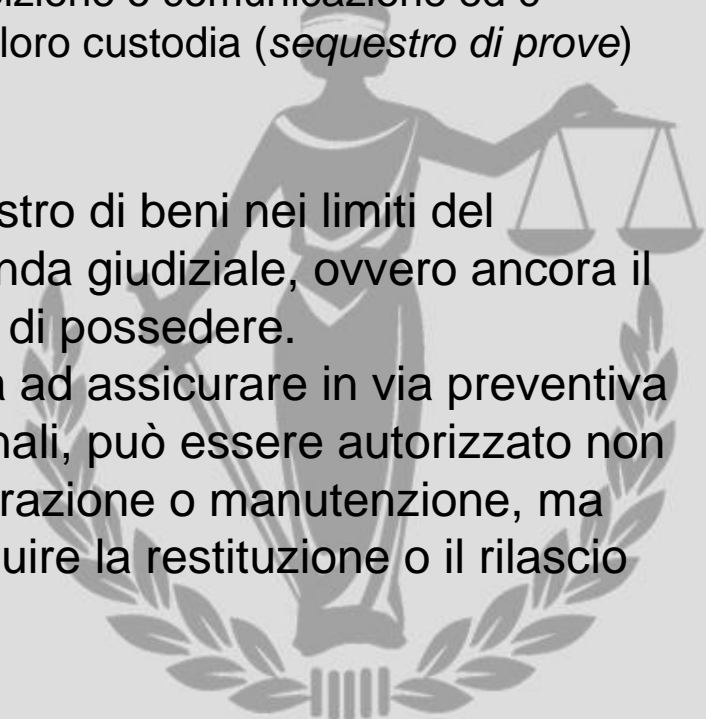 loro custodia (sequestro di prove)
stro di beni nei limiti del
nda giudiziale, ovvero ancora il
di possedere.
a ad assicurare in via preventiva
nali, può essere autorizzato non
razione o manutenzione, ma
uire la restituzione o il rilascio